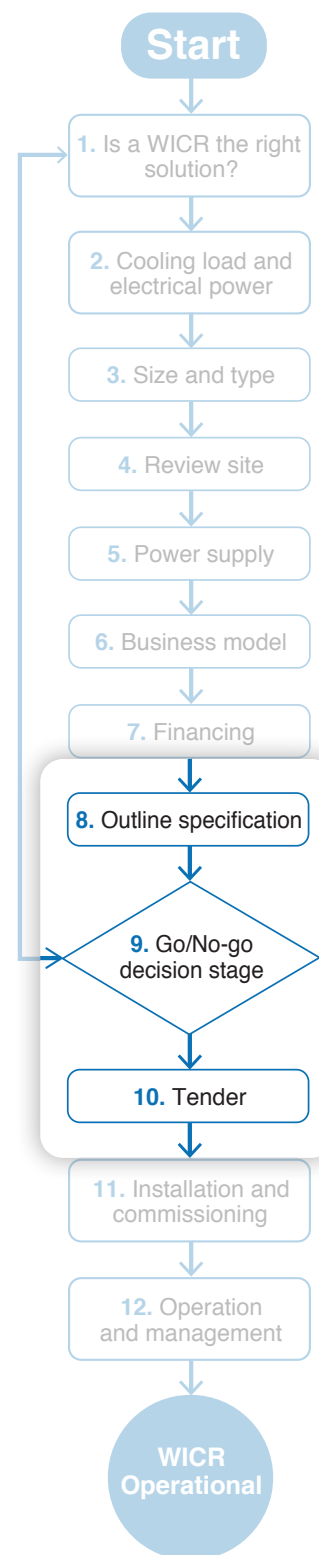 Start
1. Is a WICR the right
solution?
2. Cooling load and
electrical power
3. Size and type
4. Review site
5. Power supply
6. Business model
7. Financing
8. Outline specification
9. Go/No-go
decision stage
10. Tender
11. Installation and
commissioning
12. Operation
and management
WICR
Operational